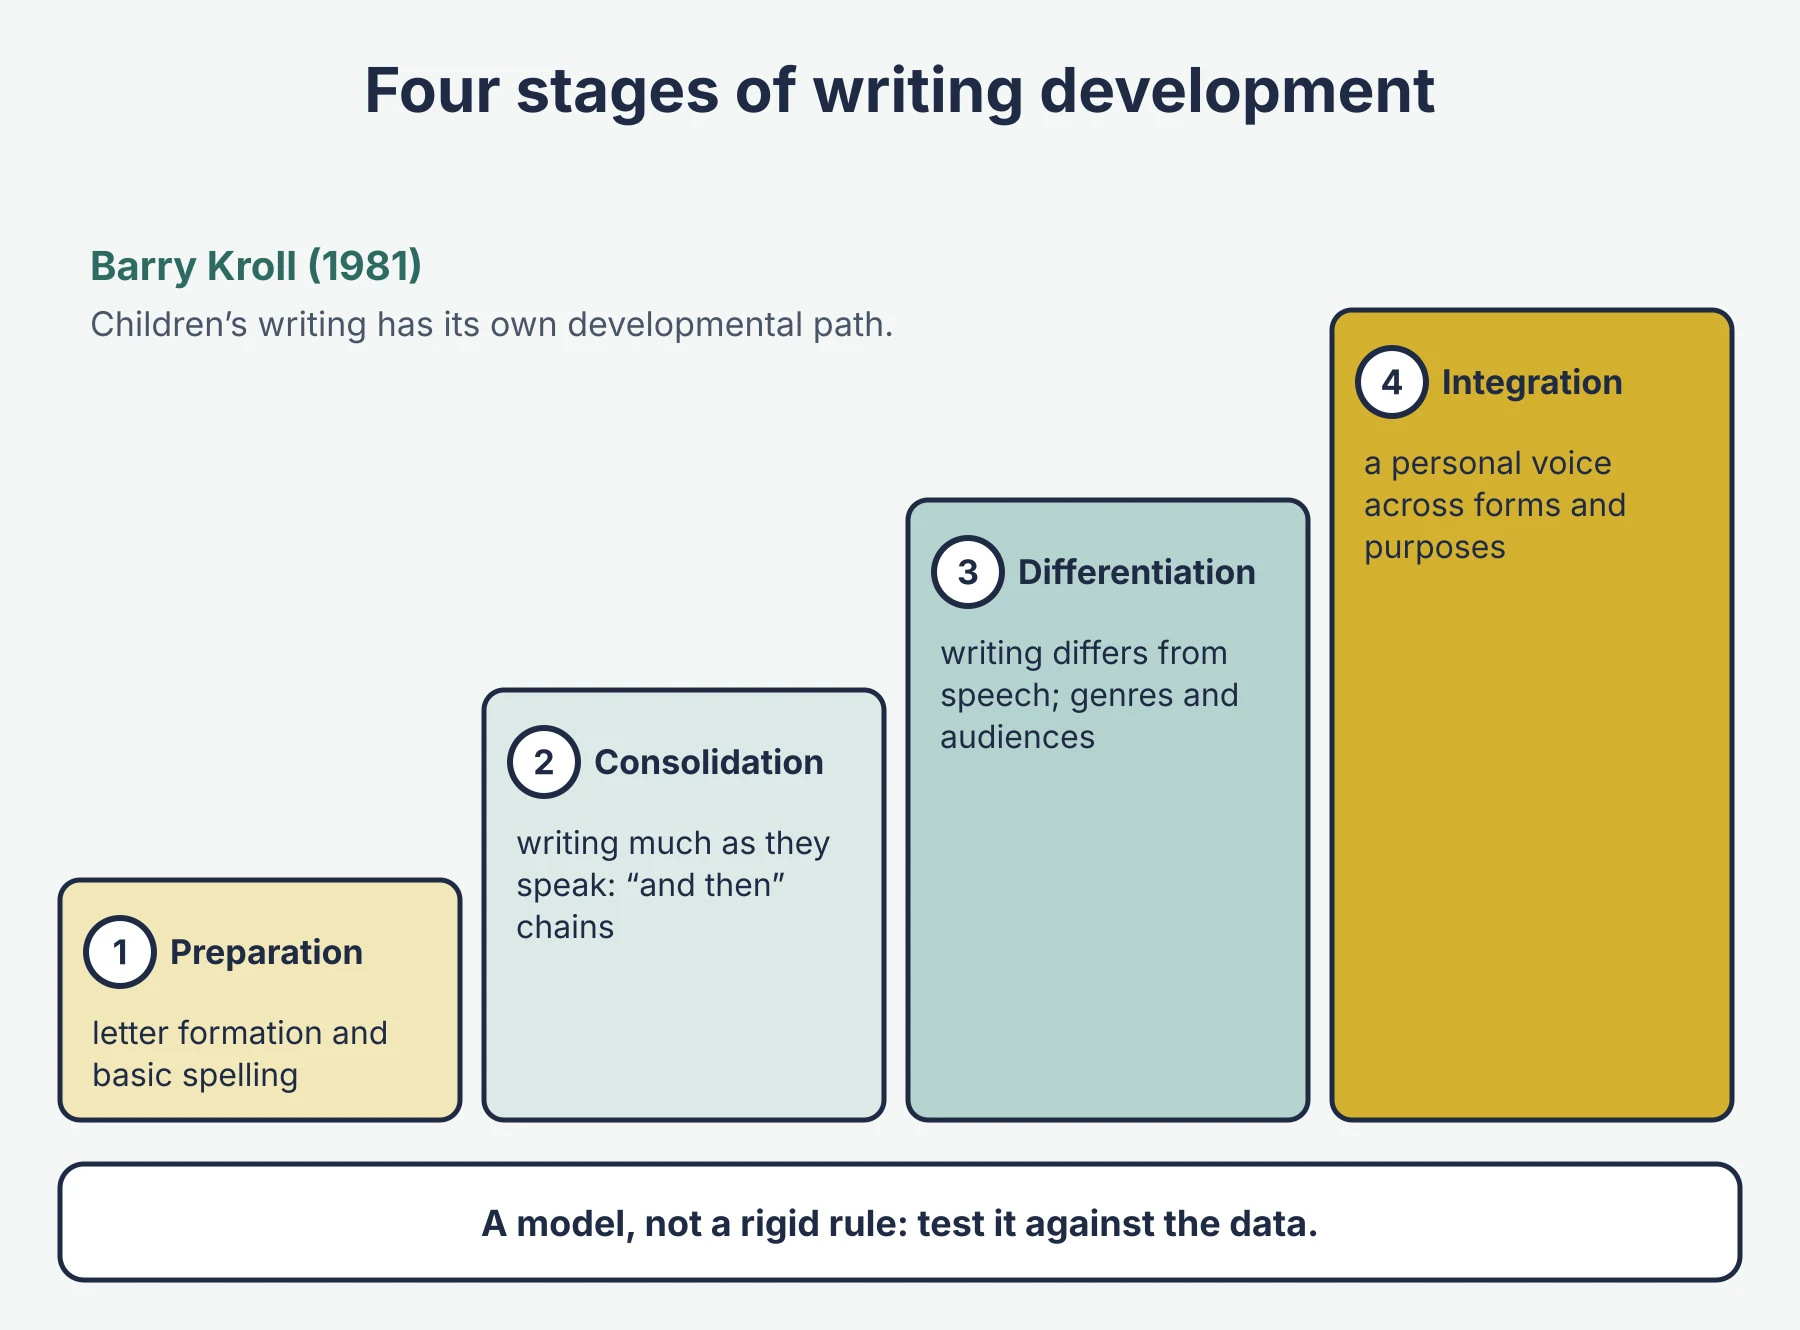 Four stages of writing development
Barry Kroll (1981)
Children’s writing has its own developmental path.
1 Preparation
letter formation and
basic spelling
2 Consolidation
writing much as they
speak: “and then”
chains
3 Differentiation
writing differs from
speech; genres and
audiences
4 Integration
a personal voice
across forms and
purposes
A model, not a rigid rule: test it against the data.